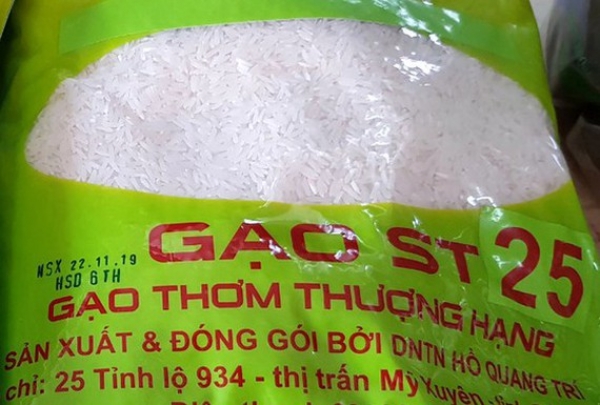 GẠO ST 25
NSX 22.11.19
HSD 6TH
GẠO THƠM THƯỢNG HẠNG
SẢN XUẤT & ĐÓNG GÓI BỞI DNTN HỒ QUANG TRÍ
chỉ: 25 Tỉnh lộ 934 - thị trấn Mỹ Xuyên